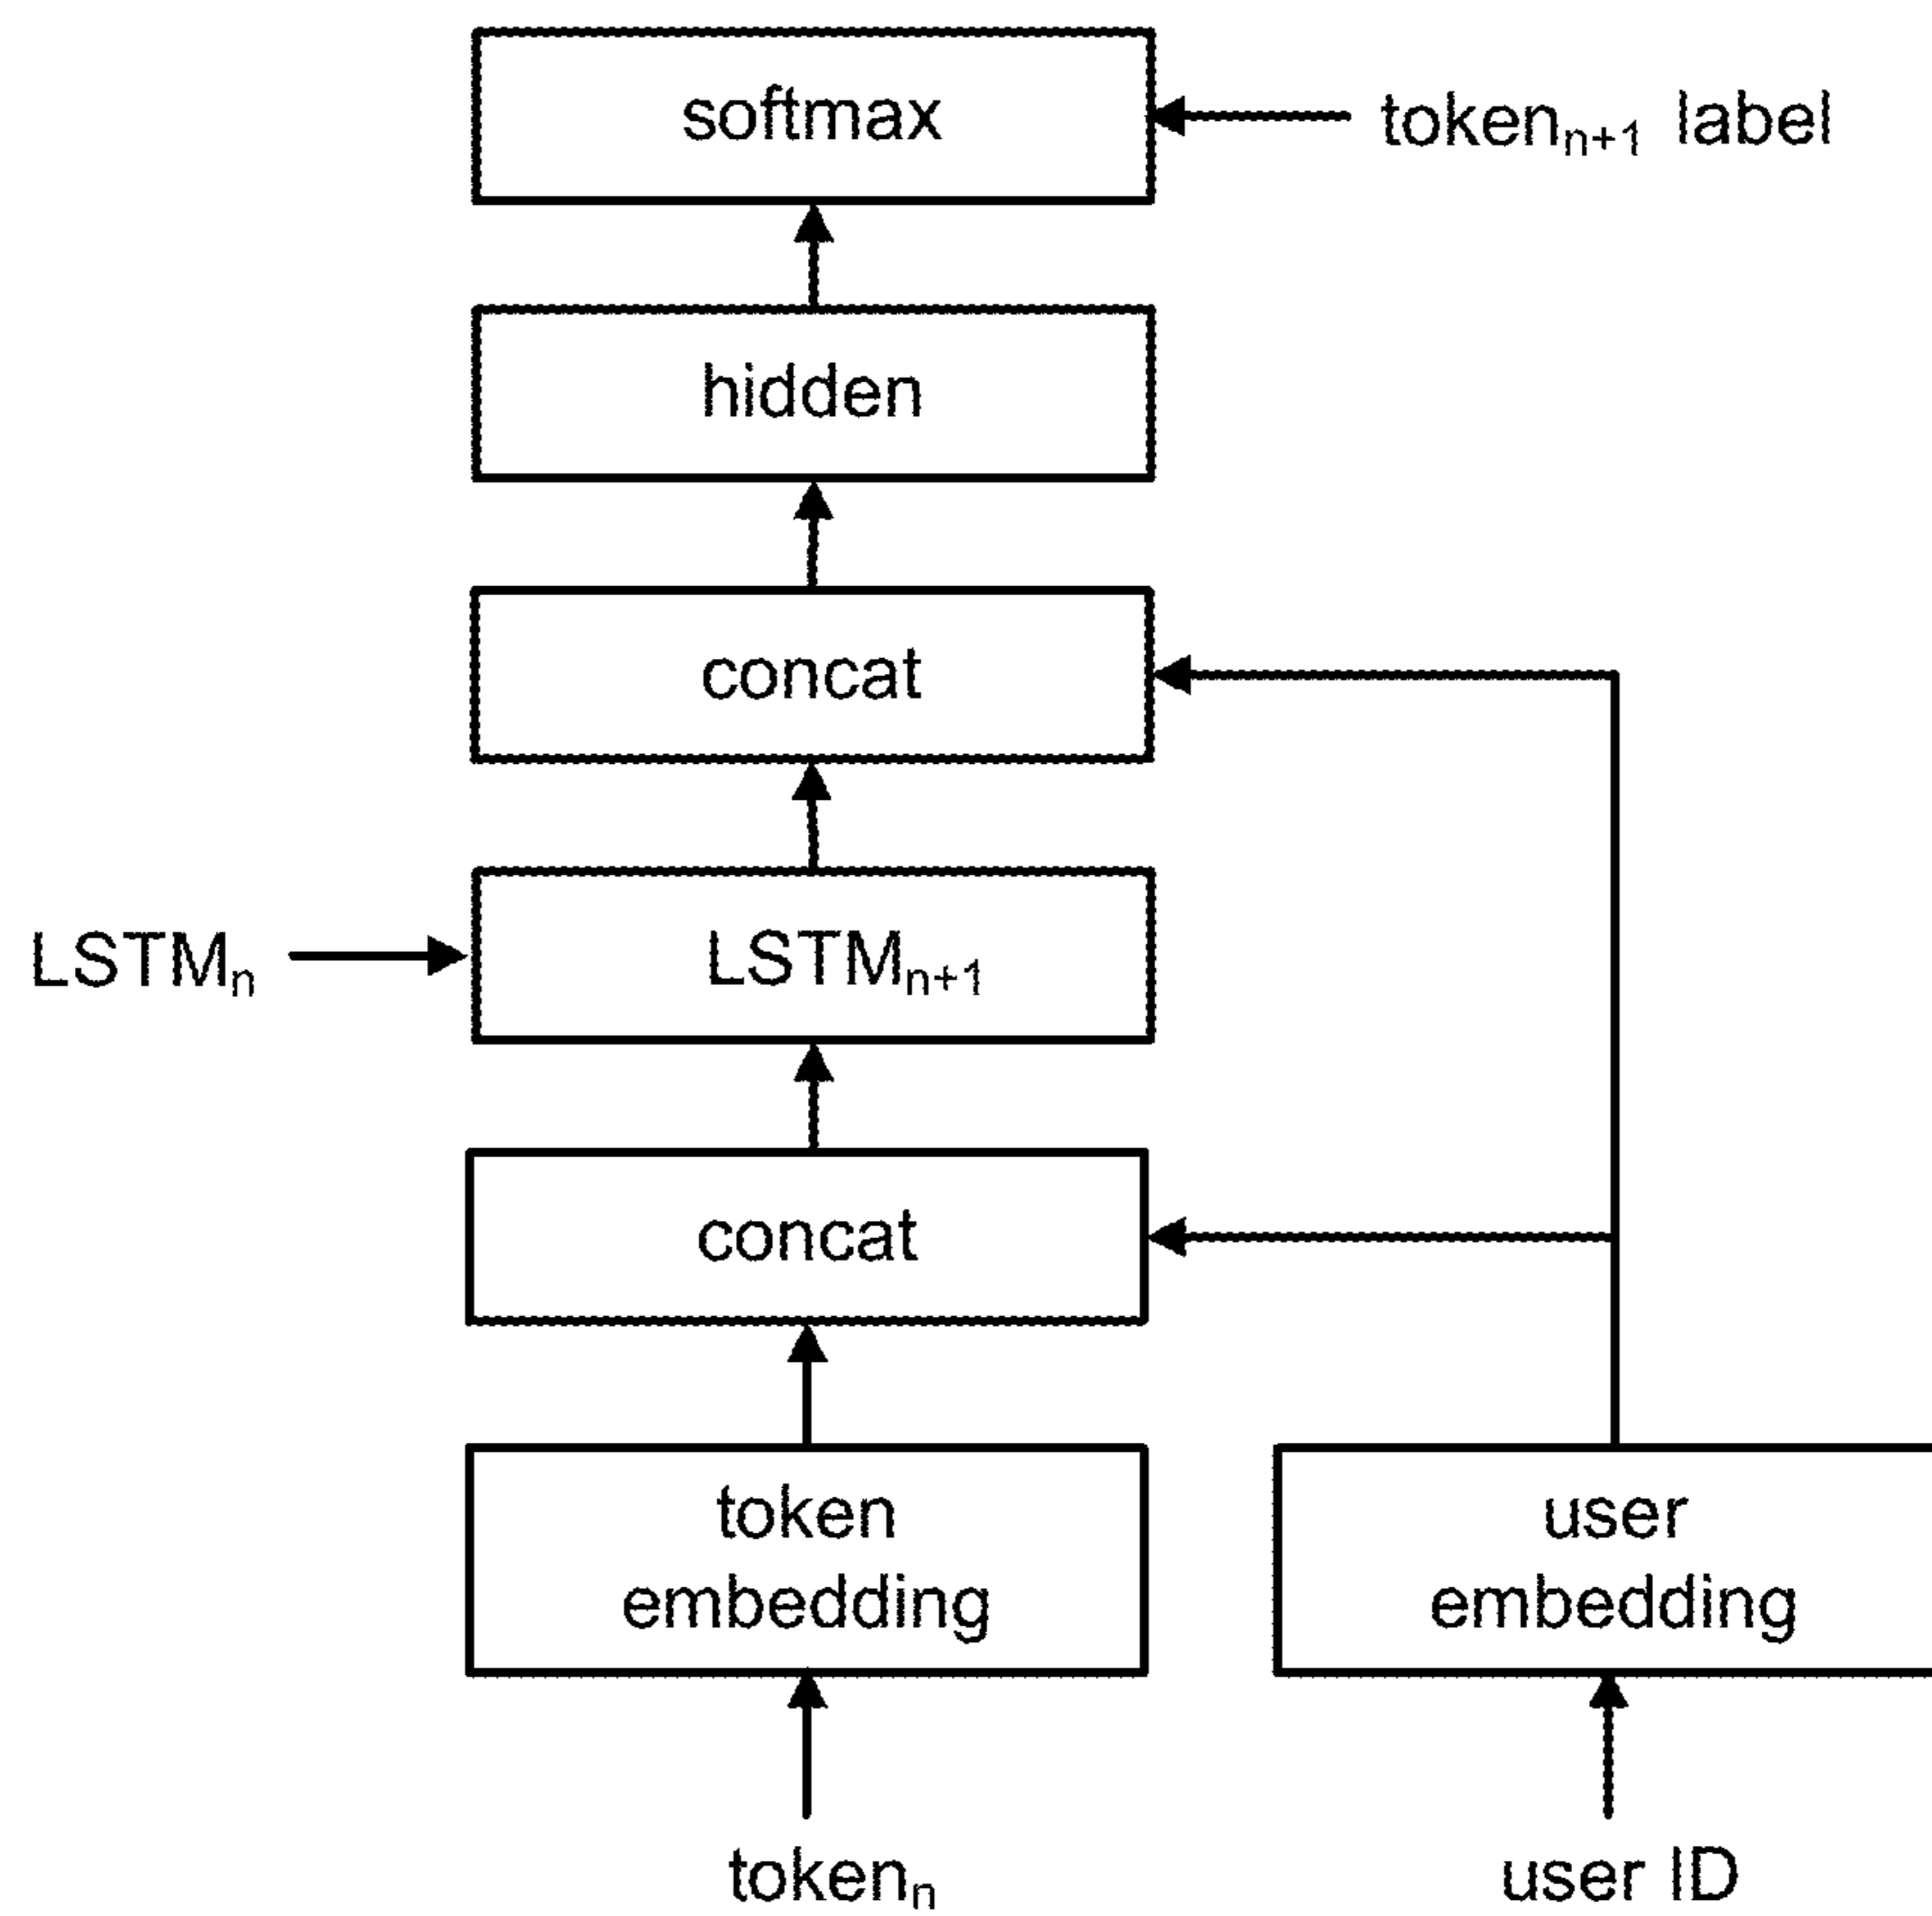 softmax
tokenₙ₊₁ label
hidden
concat
LSTMₙ
LSTMₙ₊₁
concat
token
embedding
user
embedding
tokenₙ
user ID